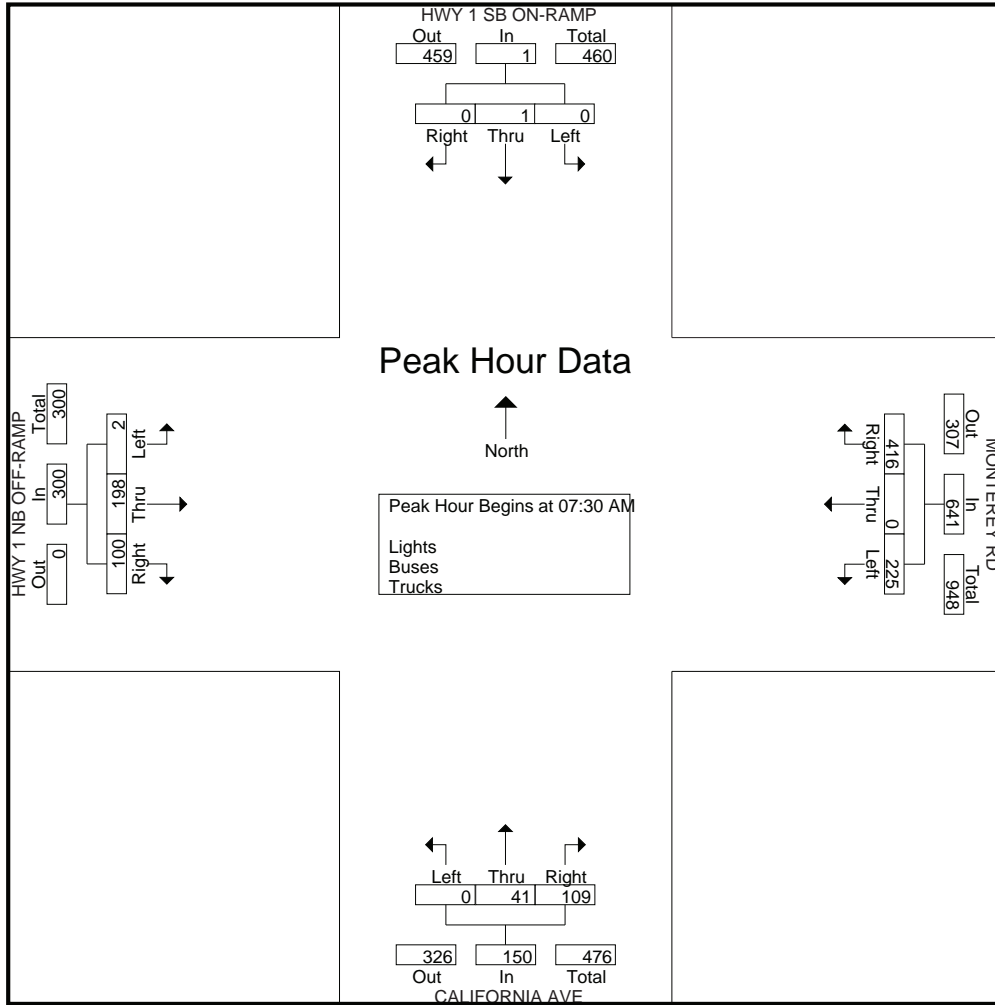 HWY 1 SB ON-RAMP
Out In Total
459 1 460
0 1 0
Right Thru Left
Peak Hour Data
North
Peak Hour Begins at 07:30 AM
Lights
Buses
Trucks
HWY 1 NB OFF-RAMP
Out In Total
0 300 300
2 198 100
Left Thru Right
MONTEREY RD
Out In Total
307 641 948
416 0 225
Right Thru Left
Left Thru Right
0 41 109
326 150 476
Out In Total
CALIFORNIA AVE